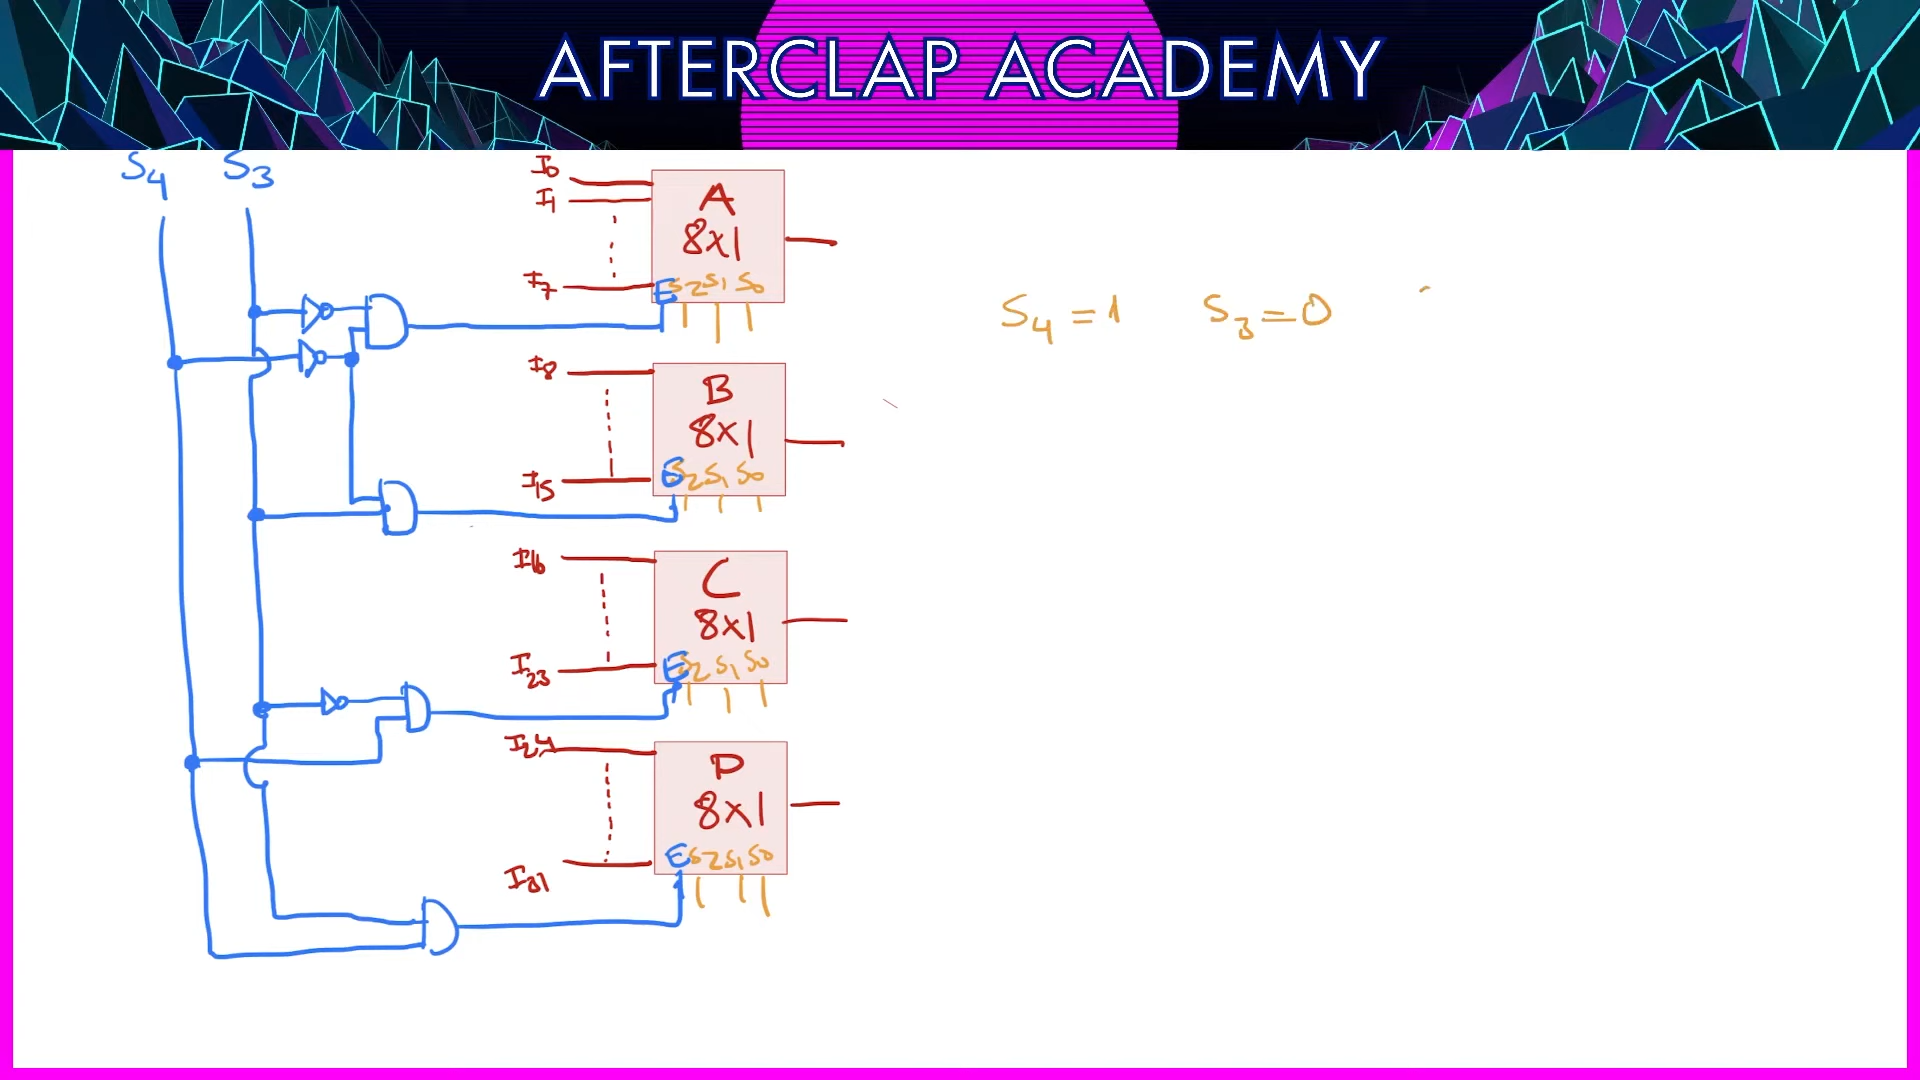 AFTERCLAP ACADEMY
S4 S3
I0
I1
I7
A
8x1
E S2 S1 S0
S4 = 1 S3 = 0
I8
I15
B
8x1
E S2 S1 S0
I16
I23
C
8x1
E S2 S1 S0
I24
I31
D
8x1
E S2 S1 S0